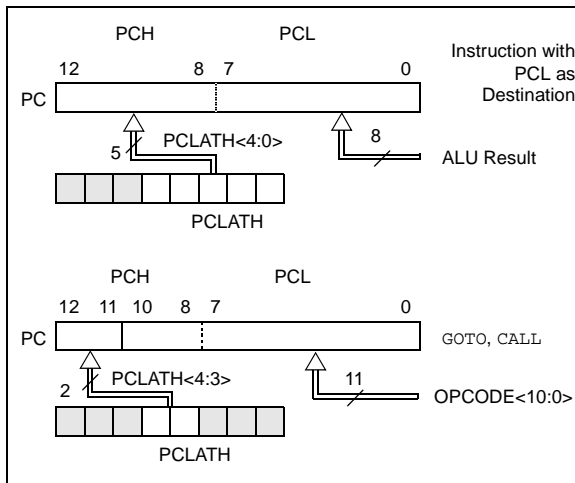 PCH PCL
12 8 7 0
Instruction with
PCL as
Destination
PC
5 PCLATH<4:0>
8
ALU Result
PCLATH
PCH PCL
12 11 10 8 7 0
PC
GOTO, CALL
2 PCLATH<4:3>
11
OPCODE<10:0>
PCLATH